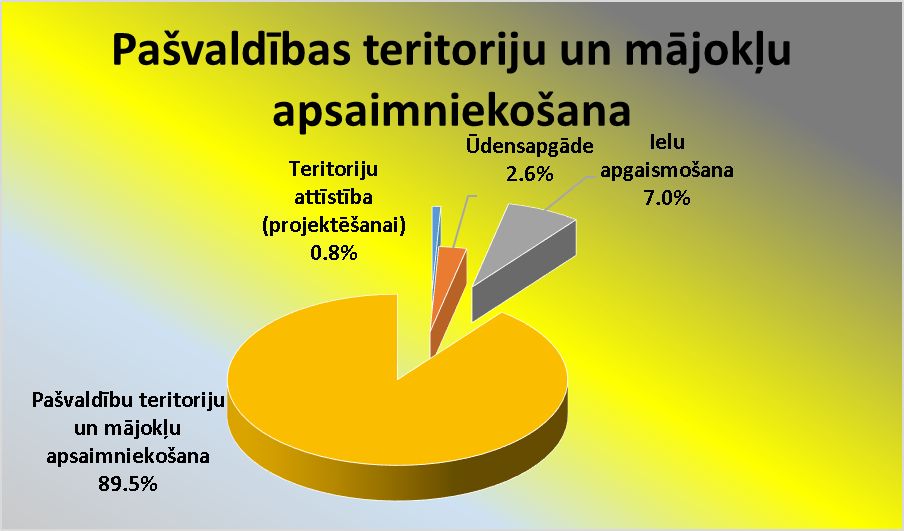 Pašvaldības teritoriju un mājokļu
apsaimniekošana
Teritoriju
attīstība
(projektēšanai)
0.8%
Ūdensapgāde
2.6%
Ielu
apgaismošana
7.0%
Pašvaldību teritoriju
un mājokļu
apsaimniekošana
89.5%